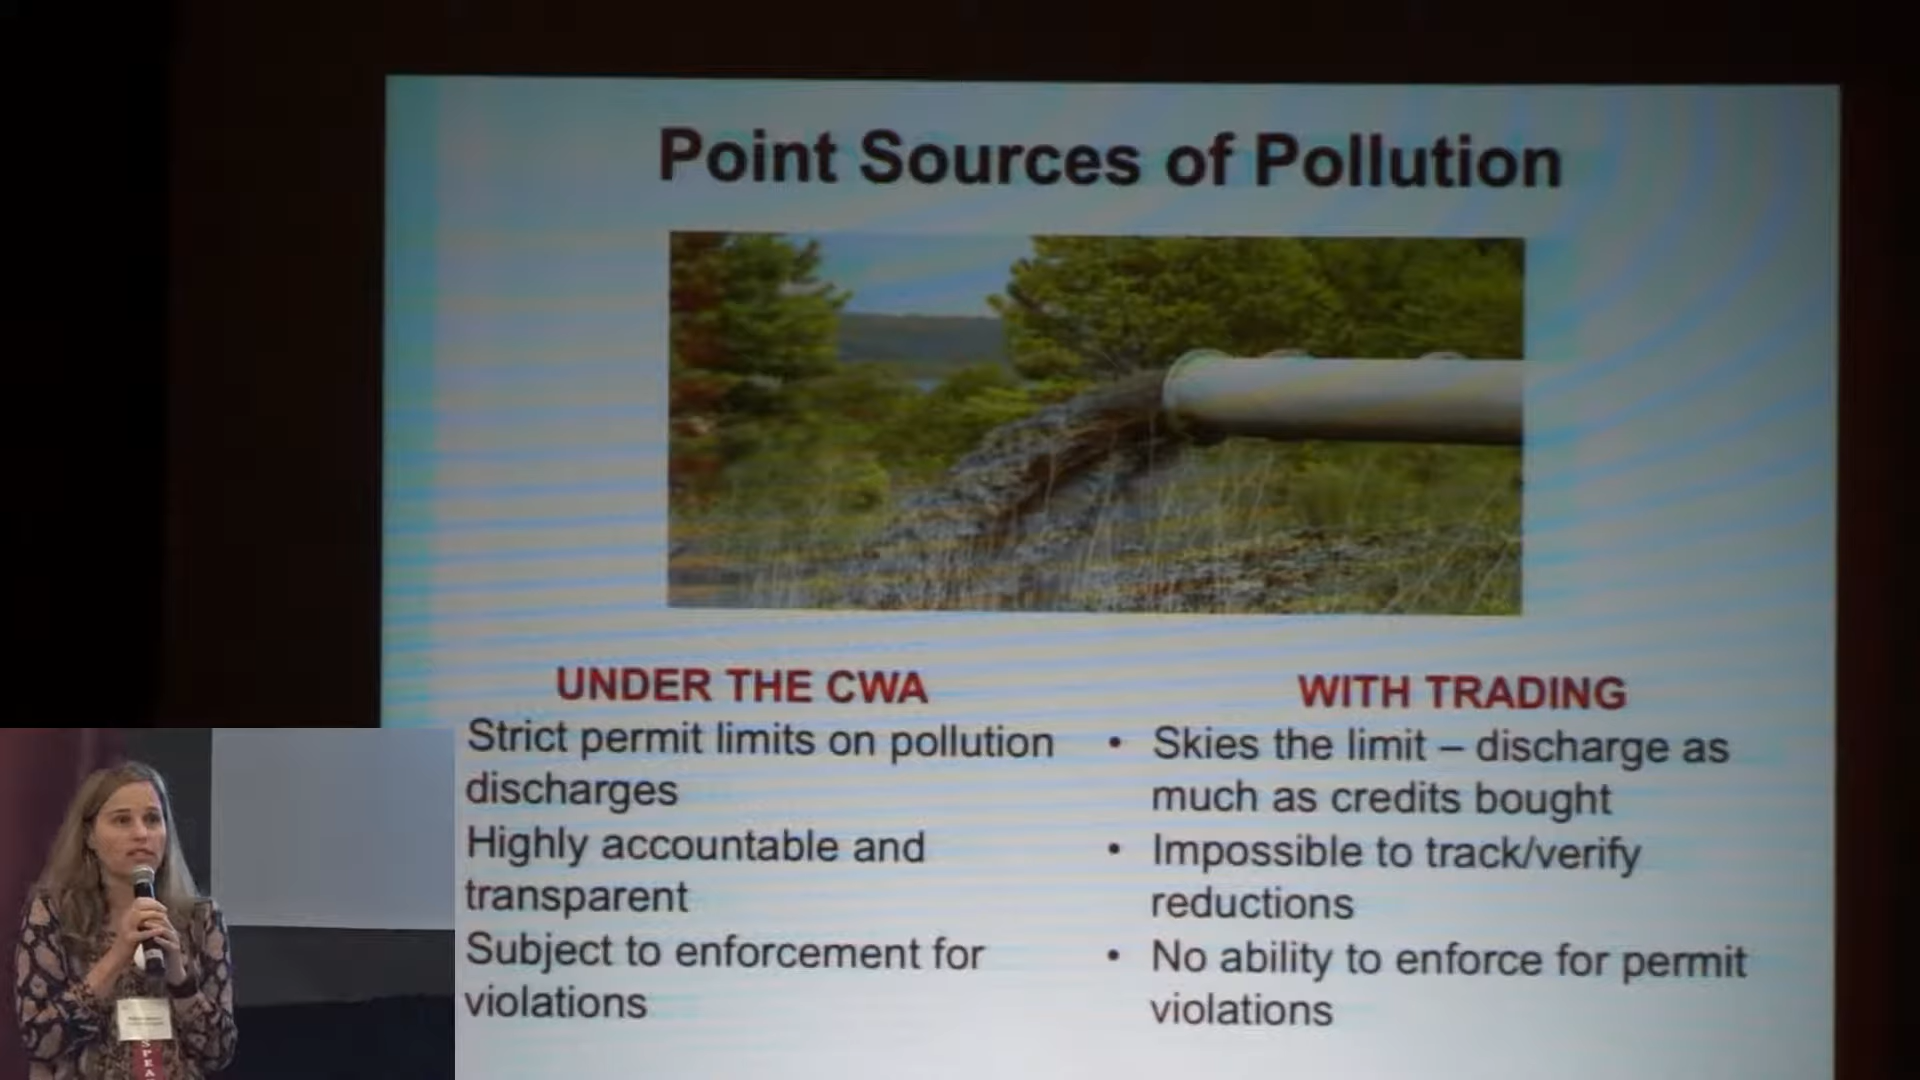 Point Sources of Pollution
UNDER THE CWA
Strict permit limits on pollution
discharges
Highly accountable and
transparent
Subject to enforcement for
violations
WITH TRADING
• Skies the limit – discharge as
much as credits bought
• Impossible to track/verify
reductions
• No ability to enforce for permit
violations
SPEA